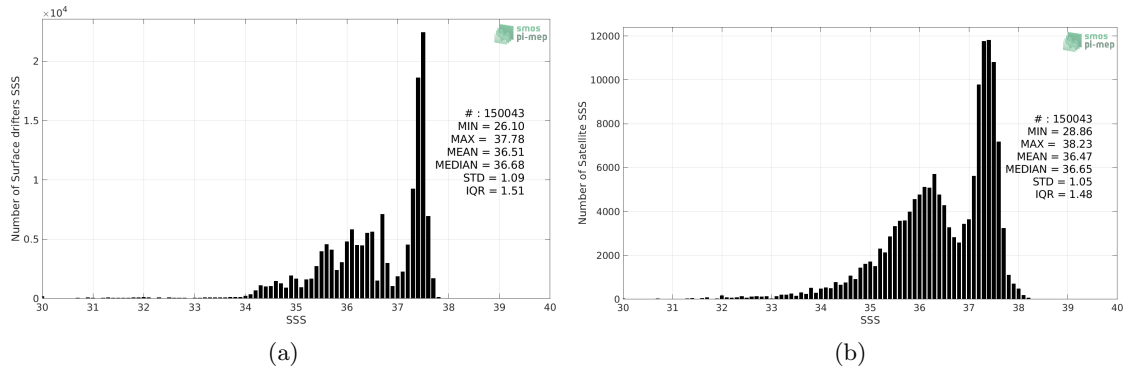 ×10⁴
smos
pi-mep
Number of Surface drifters SSS
2
1.5
1
0.5
0
# : 150043
MIN = 26.10
MAX = 37.78
MEAN = 36.51
MEDIAN = 36.68
STD = 1.09
IQR = 1.51
30 31 32 33 34 35 36 37 38 39 40
SSS
(a)
smos
pi-mep
Number of Satellite SSS
12000
10000
8000
6000
4000
2000
0
# : 150043
MIN = 28.86
MAX = 38.23
MEAN = 36.47
MEDIAN = 36.65
STD = 1.05
IQR = 1.48
30 31 32 33 34 35 36 37 38 39 40
SSS
(b)